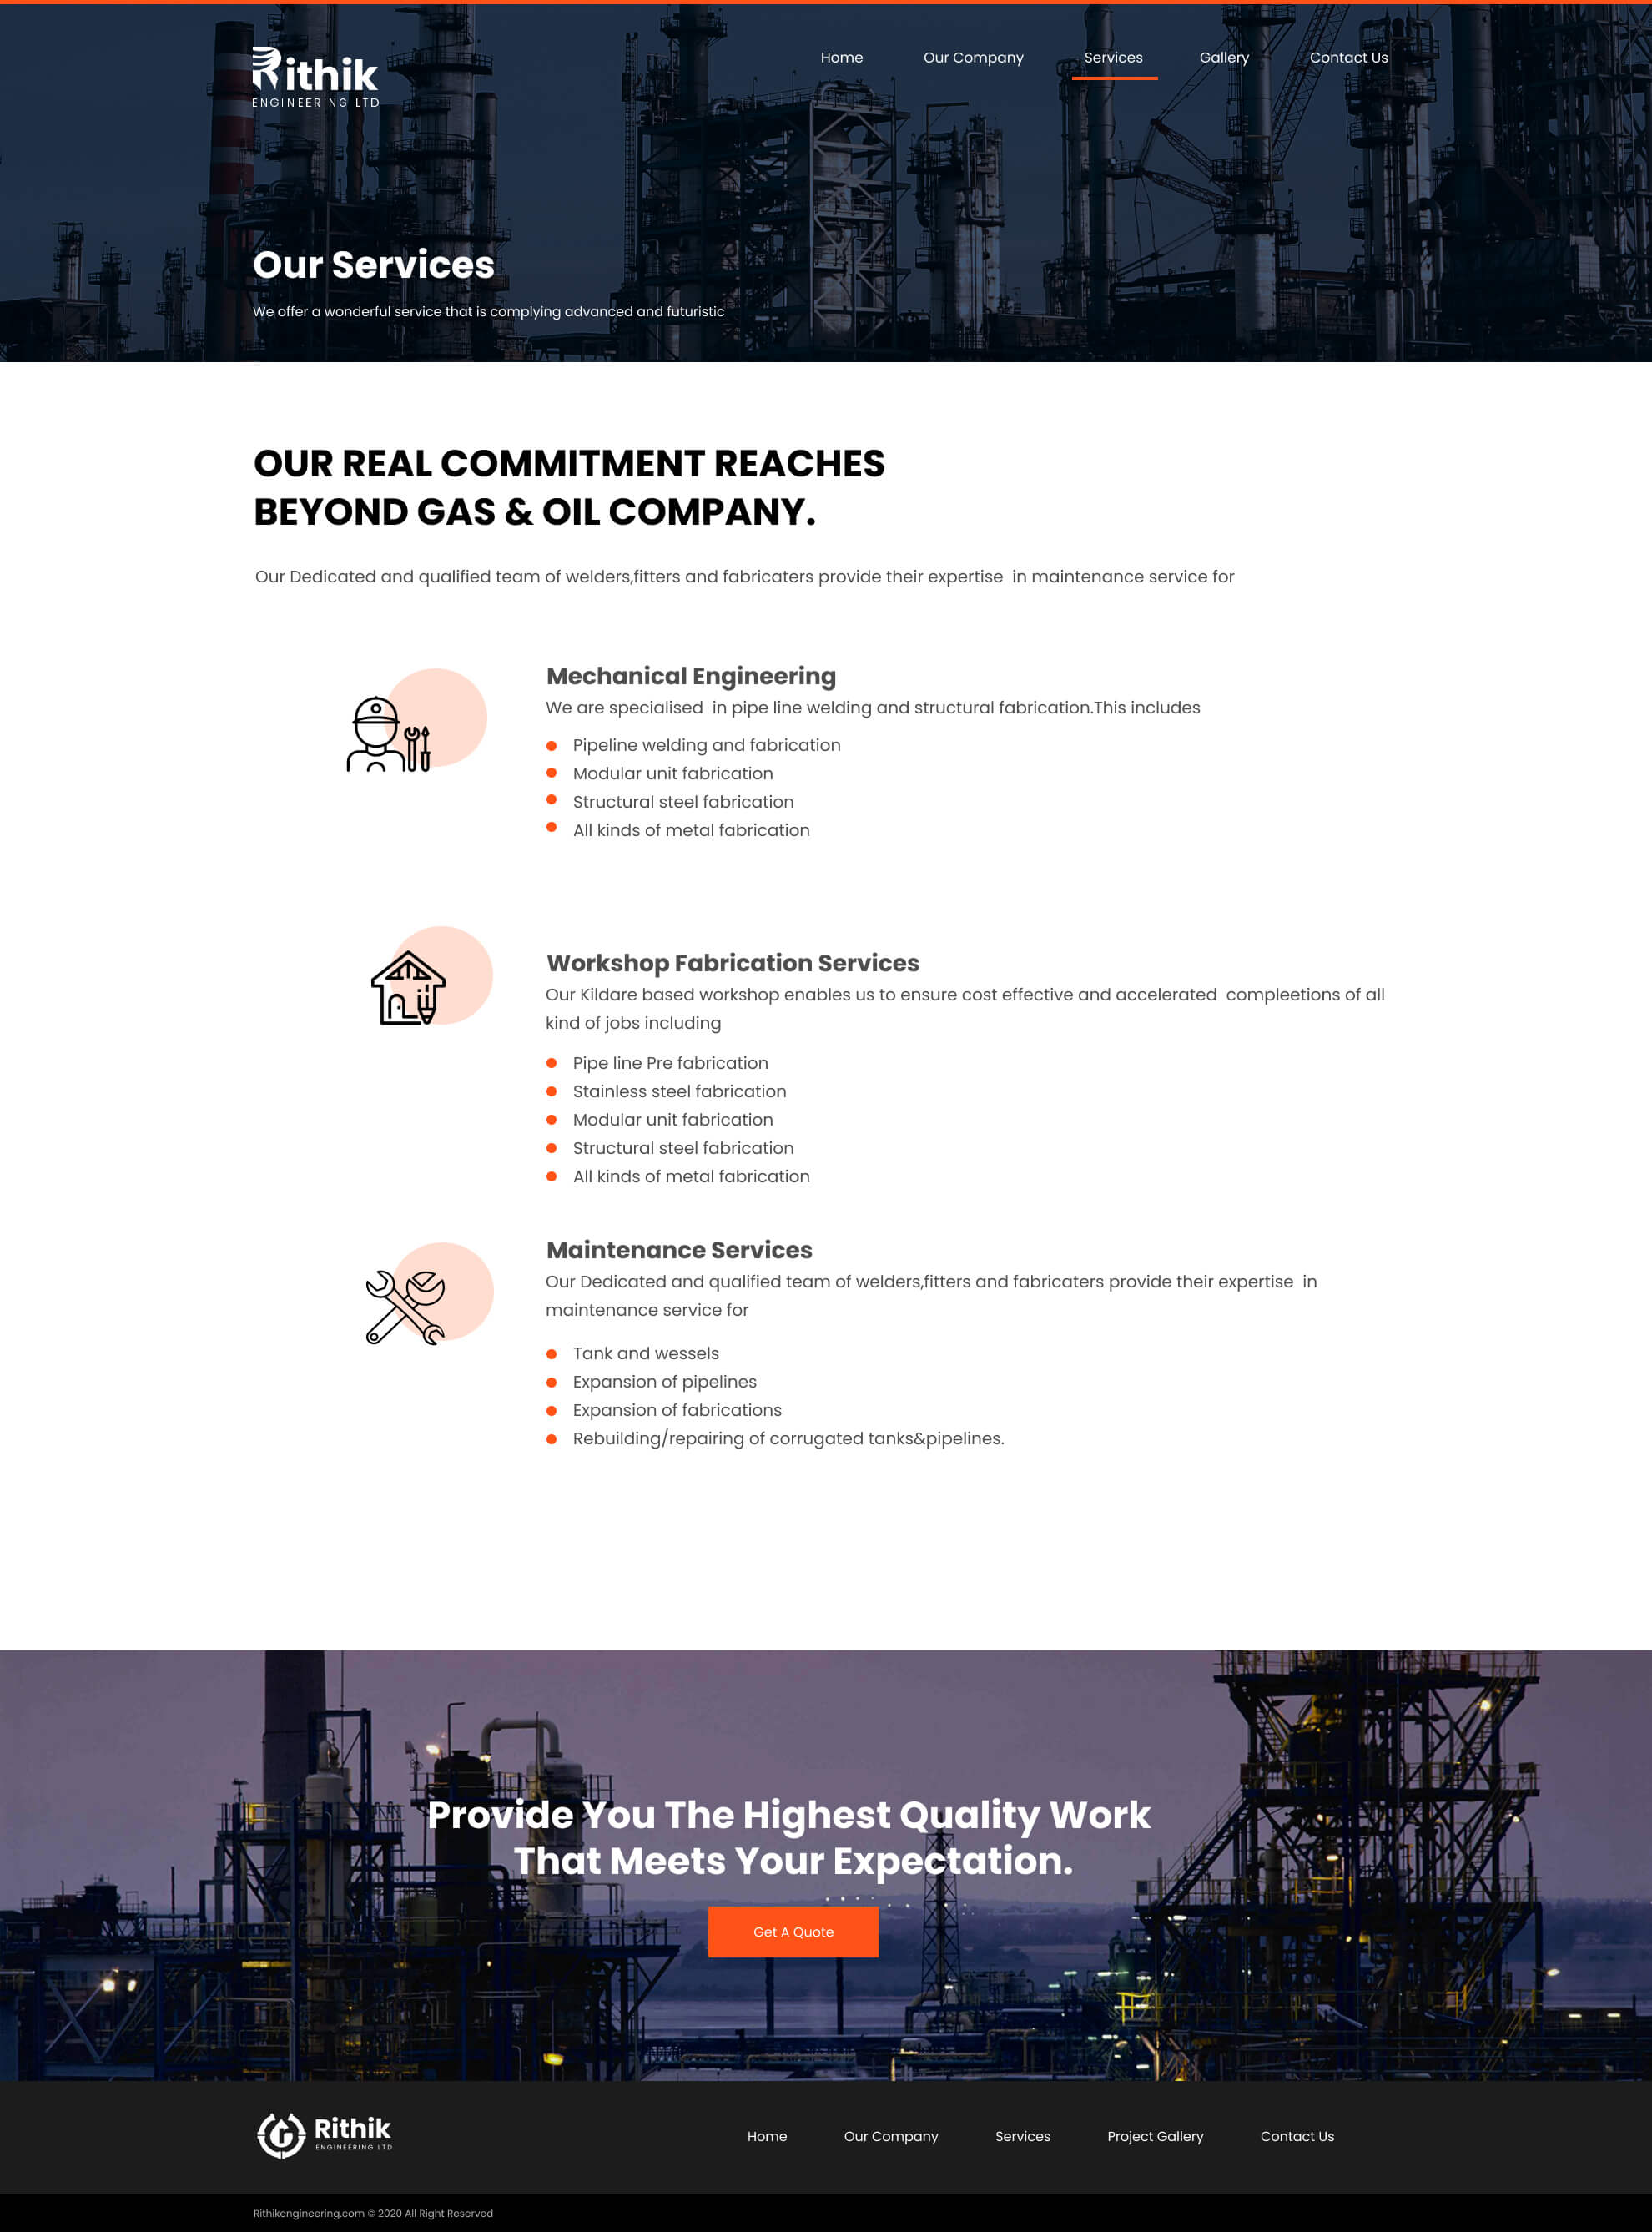 Rithik
ENGINEERING LTD
Home Our Company Services Gallery Contact Us
Our Services
We offer a wonderful service that is complying advanced and futuristic
OUR REAL COMMITMENT REACHES
BEYOND GAS & OIL COMPANY.
Our Dedicated and qualified team of welders,fitters and fabricaters provide their expertise in maintenance service for
Mechanical Engineering
We are specialised in pipe line welding and structural fabrication.This includes
Pipeline welding and fabrication
Modular unit fabrication
Structural steel fabrication
All kinds of metal fabrication
Workshop Fabrication Services
Our Kildare based workshop enables us to ensure cost effective and accelerated compleetions of all
kind of jobs including
Pipe line Pre fabrication
Stainless steel fabrication
Modular unit fabrication
Structural steel fabrication
All kinds of metal fabrication
Maintenance Services
Our Dedicated and qualified team of welders,fitters and fabricaters provide their expertise in
maintenance service for
Tank and wessels
Expansion of pipelines
Expansion of fabrications
Rebuilding/repairing of corrugated tanks&pipelines.
Provide You The Highest Quality Work
That Meets Your Expectation.
Get A Quote
Rithik
ENGINEERING LTD
Home Our Company Services Project Gallery Contact Us
Rithikengineering.com © 2020 All Right Reserved